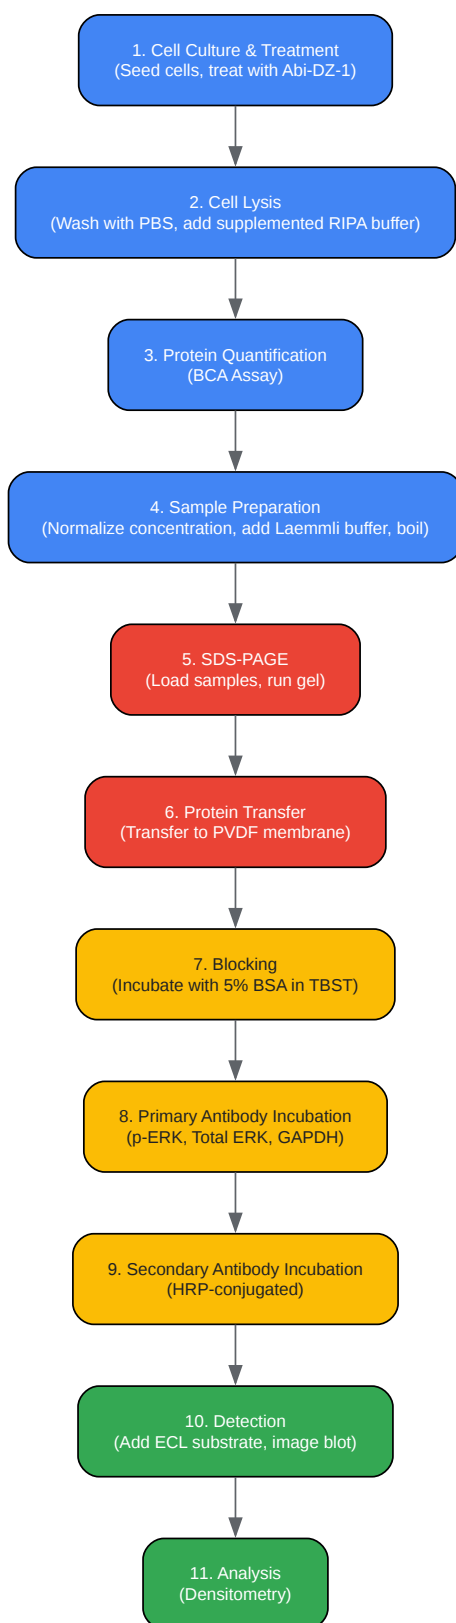 1. Cell Culture & Treatment
(Seed cells, treat with Abi-DZ-1)
2. Cell Lysis
(Wash with PBS, add supplemented RIPA buffer)
3. Protein Quantification
(BCA Assay)
4. Sample Preparation
(Normalize concentration, add Laemmli buffer, boil)
5. SDS-PAGE
(Load samples, run gel)
6. Protein Transfer
(Transfer to PVDF membrane)
7. Blocking
(Incubate with 5% BSA in TBST)
8. Primary Antibody Incubation
(p-ERK, Total ERK, GAPDH)
9. Secondary Antibody Incubation
(HRP-conjugated)
10. Detection
(Add ECL substrate, image blot)
11. Analysis
(Densitometry)